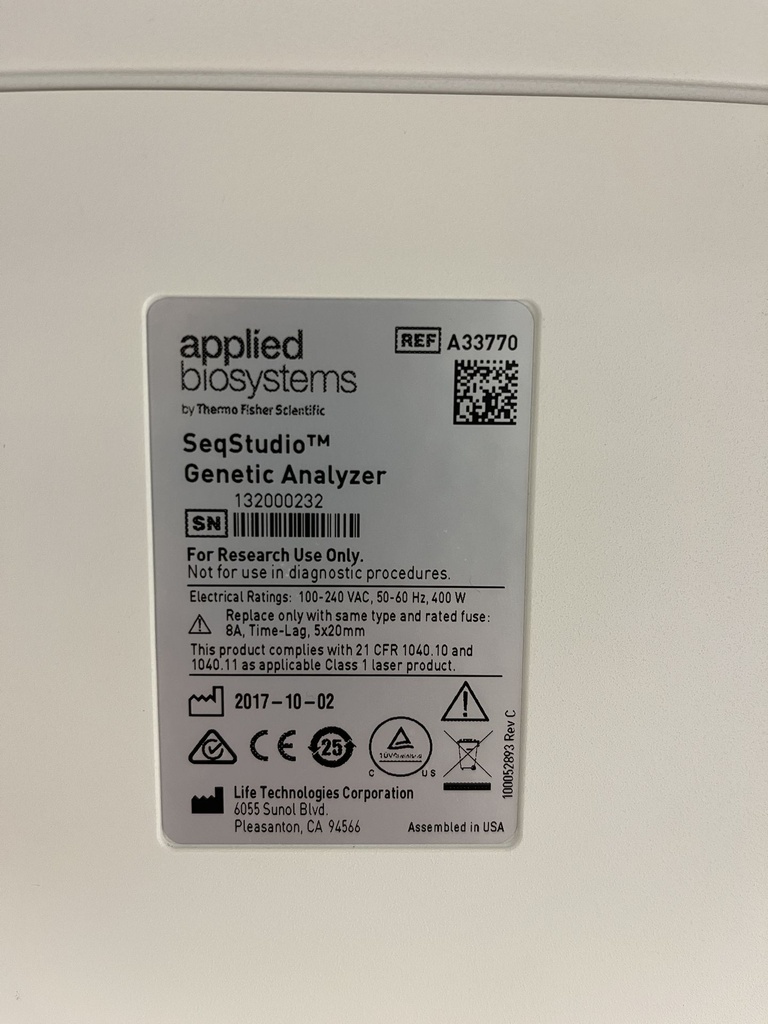 applied
biosystems
by Thermo Fisher Scientific
REF A33770
SeqStudio™
Genetic Analyzer
132000232
SN
For Research Use Only.
Not for use in diagnostic procedures.
Electrical Ratings: 100-240 VAC, 50-60 Hz, 400 W
Replace only with same type and rated fuse:
8A, Time-Lag, 5x20mm
This product complies with 21 CFR 1040.10 and
1040.11 as applicable Class 1 laser product.
2017-10-02
CE 25
C US
100052893 Rev C
Life Technologies Corporation
6055 Sunol Blvd.
Pleasanton, CA 94566
Assembled in USA